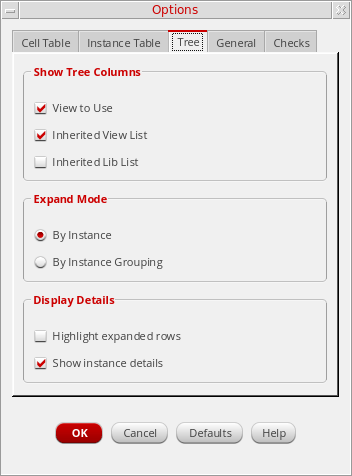 Options
Cell Table Instance Table Tree General Checks
Show Tree Columns
View to Use
Inherited View List
Inherited Lib List
Expand Mode
By Instance
By Instance Grouping
Display Details
Highlight expanded rows
Show instance details
OK Cancel Defaults Help